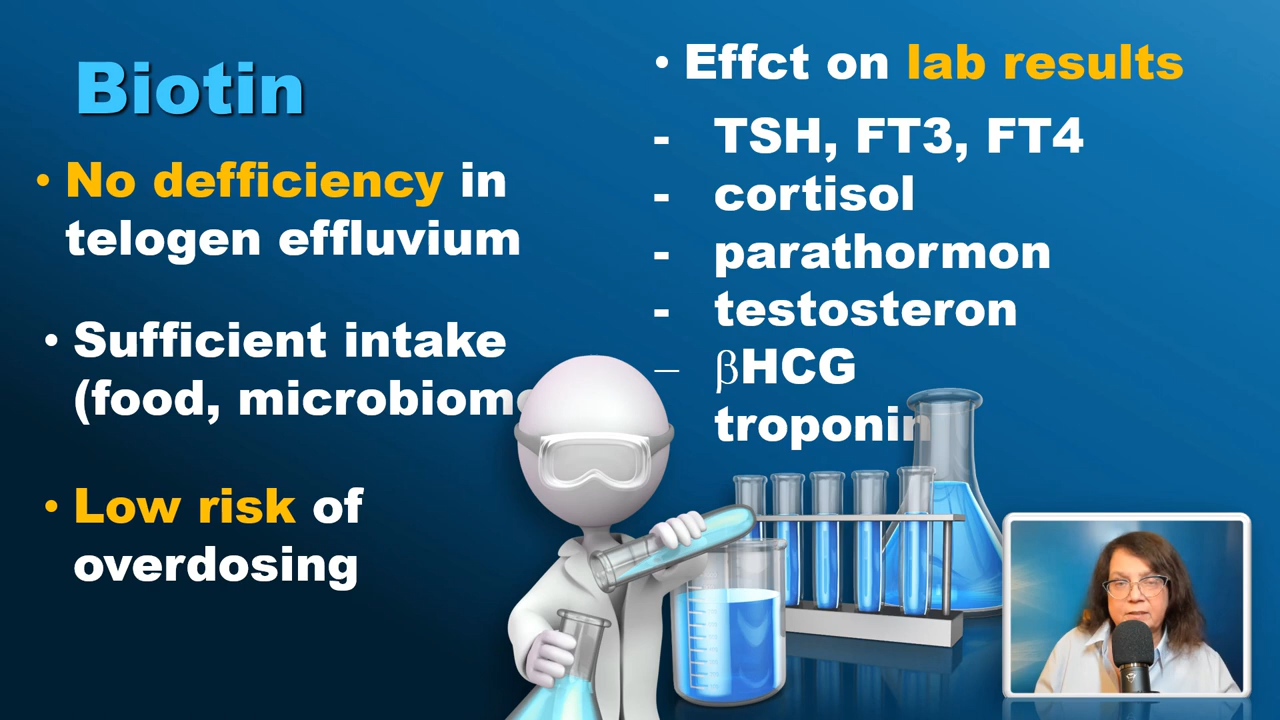 Biotin
• No defficiency in
telogen effluvium
• Sufficient intake
(food, microbiom
• Low risk of
overdosing
• Effct on lab results
- TSH, FT3, FT4
- cortisol
- parathormon
- testosteron
– βHCG
troponin